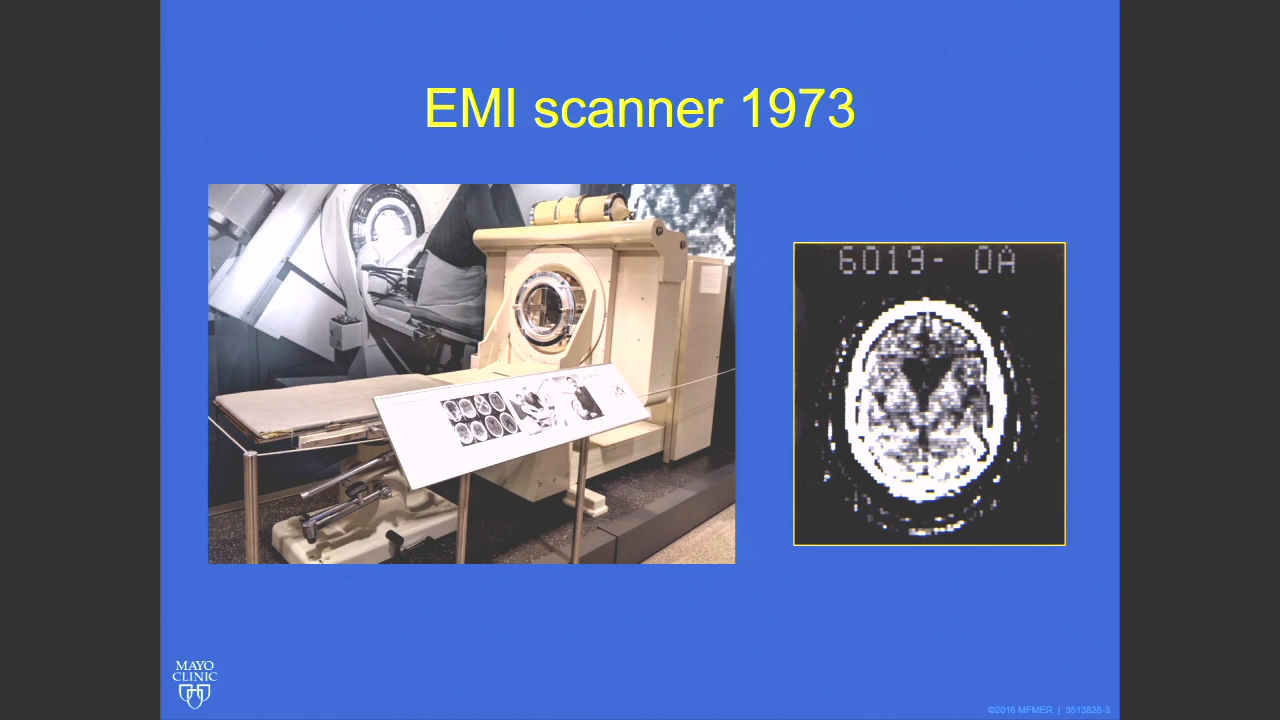 EMI scanner 1973
6019- 0A
MAYO
CLINIC
©2016 MFMER | 3513828-3